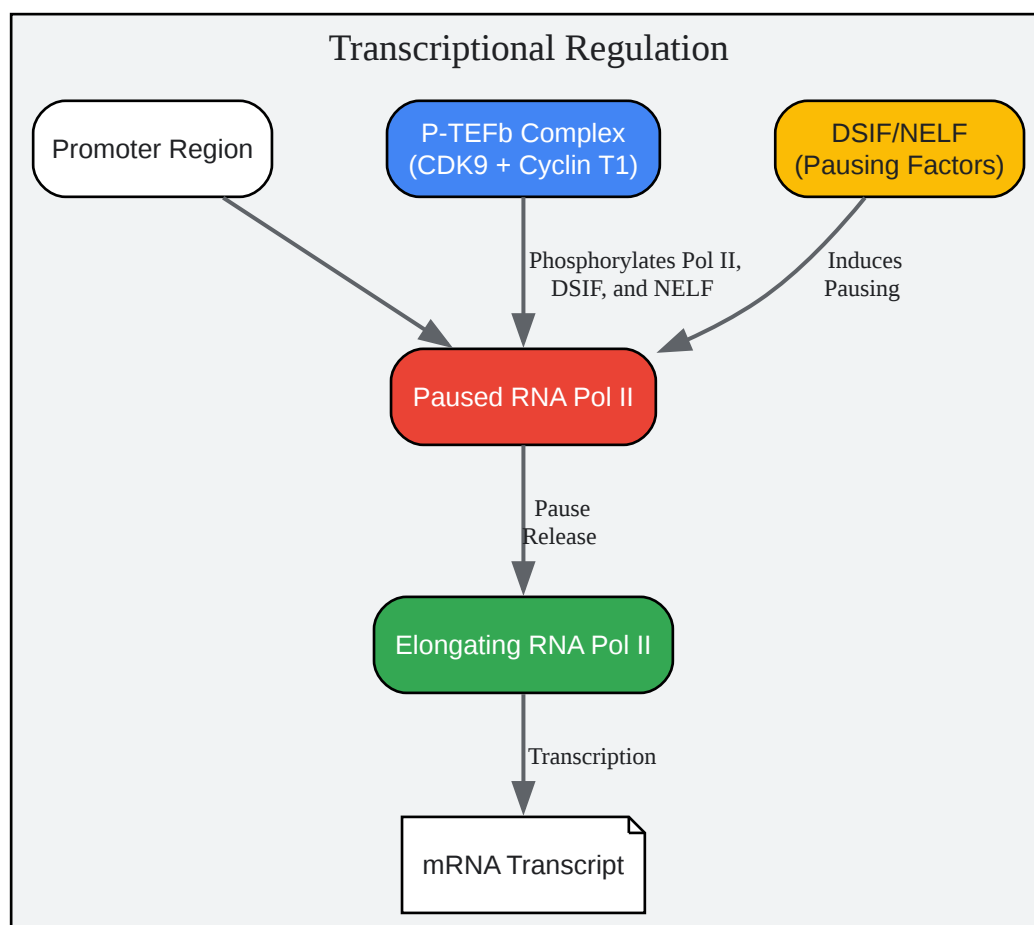 Transcriptional Regulation
Promoter Region
P-TEFb Complex
(CDK9 + Cyclin T1)
DSIF/NELF
(Pausing Factors)
Phosphorylates Pol II,
DSIF, and NELF
Induces
Pausing
Paused RNA Pol II
Pause
Release
Elongating RNA Pol II
Transcription
mRNA Transcript